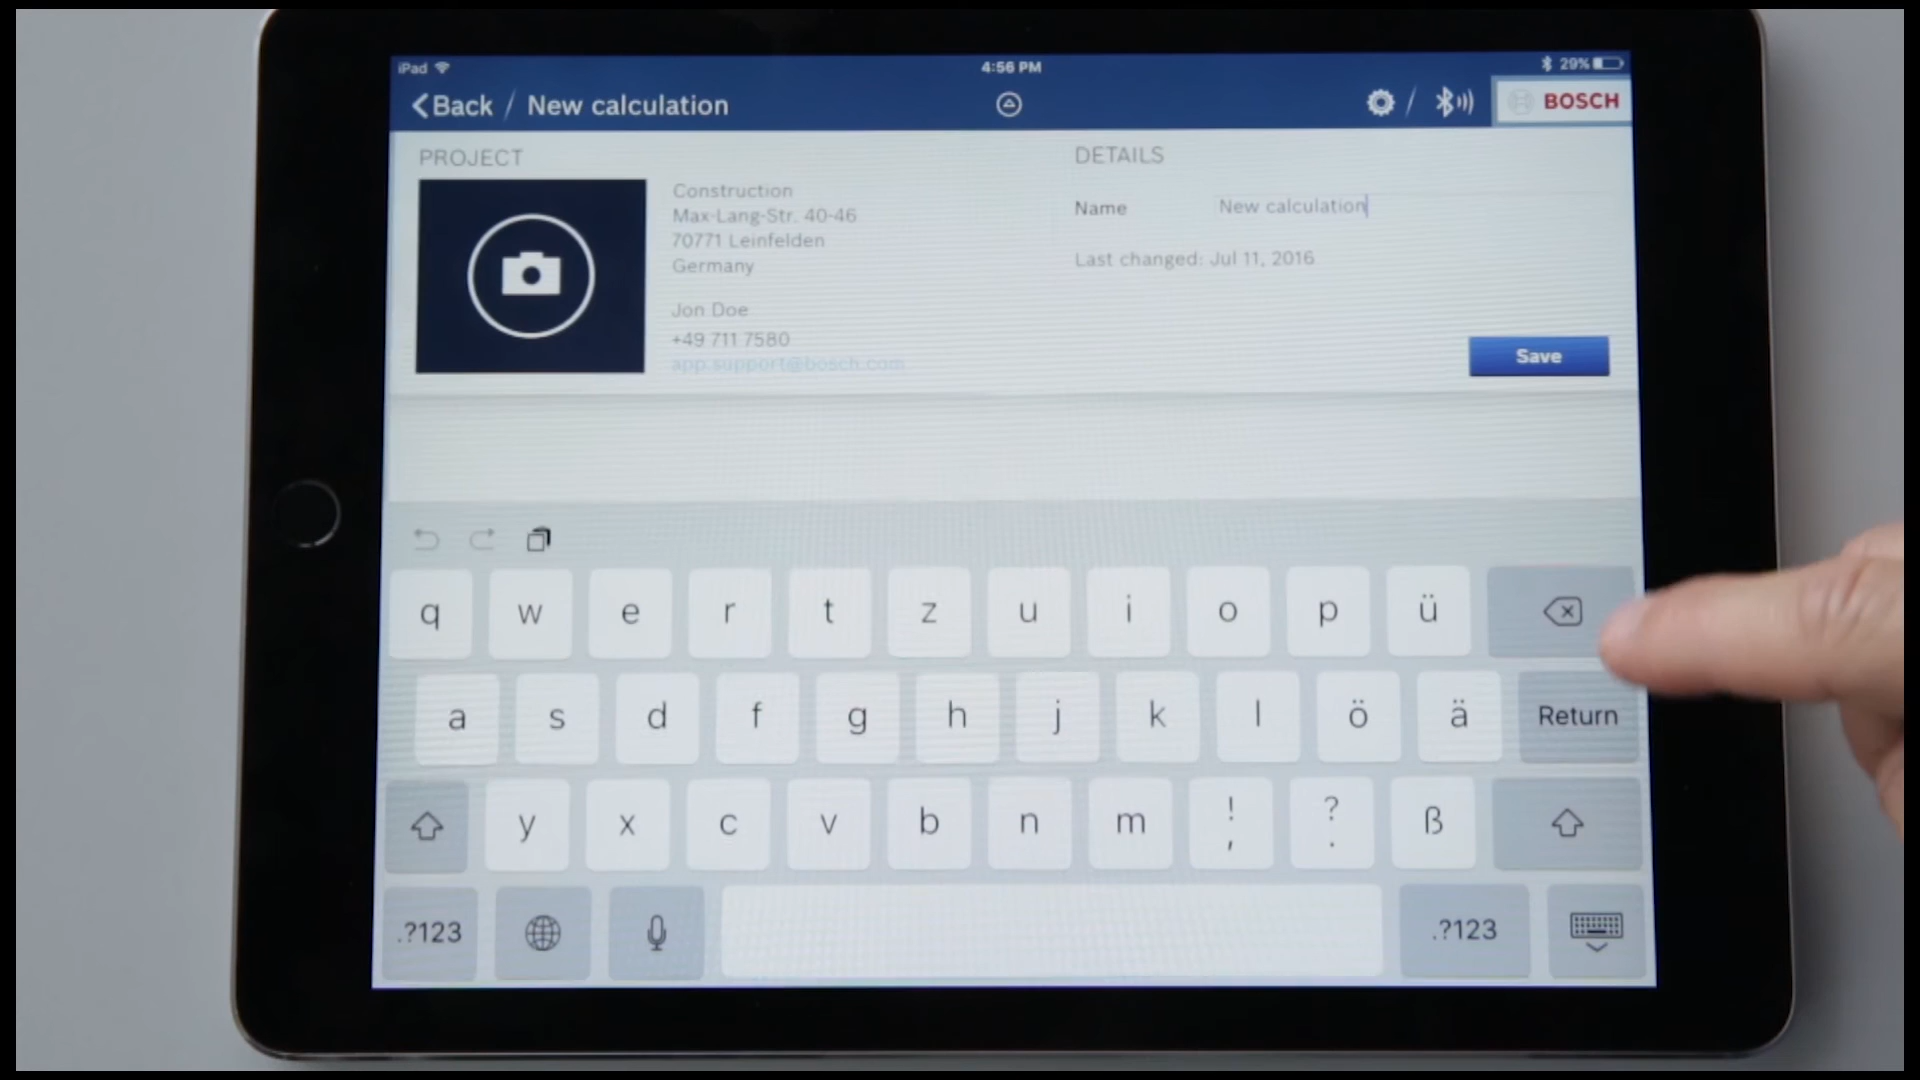 iPad
4:56 PM
29%
Back / New calculation
BOSCH
PROJECT
Construction
Max-Lang-Str. 40-46
70771 Leinfelden
Germany
Jon Doe
+49 711 7580
app.support@bosch.com
DETAILS
Name New calculation
Last changed: Jul 11, 2016
Save
q w e r t z u i o p ü
a s d f g h j k l ö ä Return
y x c v b n m ! , ? . ß
.?123 .?123